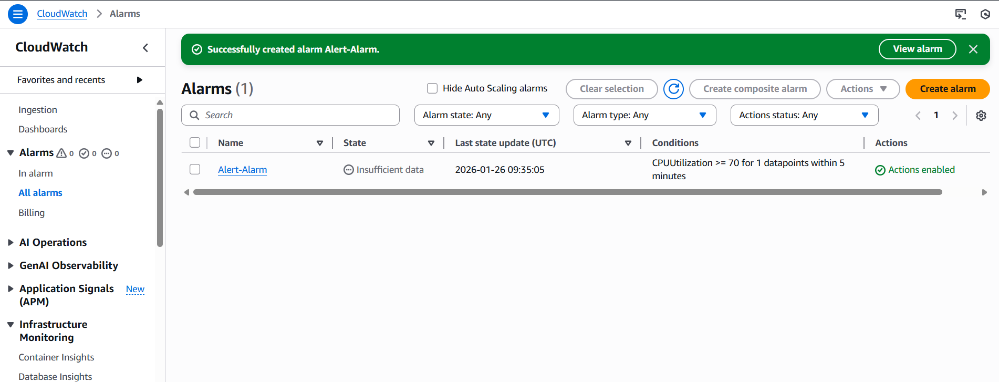 CloudWatch > Alarms
CloudWatch
Favorites and recents
Ingestion
Dashboards
Alarms 0 0 0
In alarm
All alarms
Billing
AI Operations
GenAI Observability
Application Signals New
(APM)
Infrastructure
Monitoring
Container Insights
Database Insights
Successfully created alarm Alert-Alarm.
View alarm
Alarms (1)
Hide Auto Scaling alarms
Clear selection
Create composite alarm
Actions
Create alarm
Search
Alarm state: Any
Alarm type: Any
Actions status: Any
1
Name State Last state update (UTC) Conditions Actions
Alert-Alarm Insufficient data 2026-01-26 09:35:05 CPUUtilization >= 70 for 1 datapoints within 5 Actions enabled
minutes